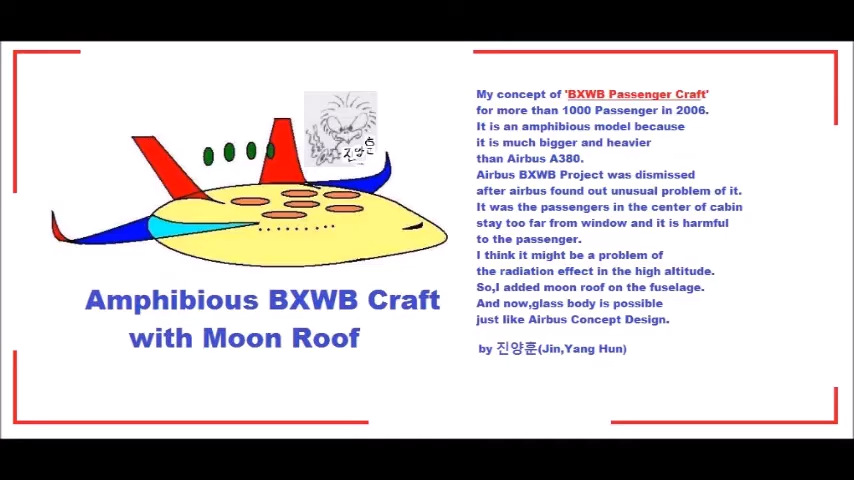 진양훈
Amphibious BXWB Craft
with Moon Roof
My concept of 'BXWB Passenger Craft'
for more than 1000 Passenger in 2006.
It is an amphibious model because
it is much bigger and heavier
than Airbus A380.
Airbus BXWB Project was dismissed
after airbus found out unusual problem of it.
It was the passengers in the center of cabin
stay too far from window and it is harmful
to the passenger.
I think it might be a problem of
the radiation effect in the high altitude.
So,I added moon roof on the fuselage.
And now,glass body is possible
just like Airbus Concept Design.
by 진양훈(Jin,Yang Hun)